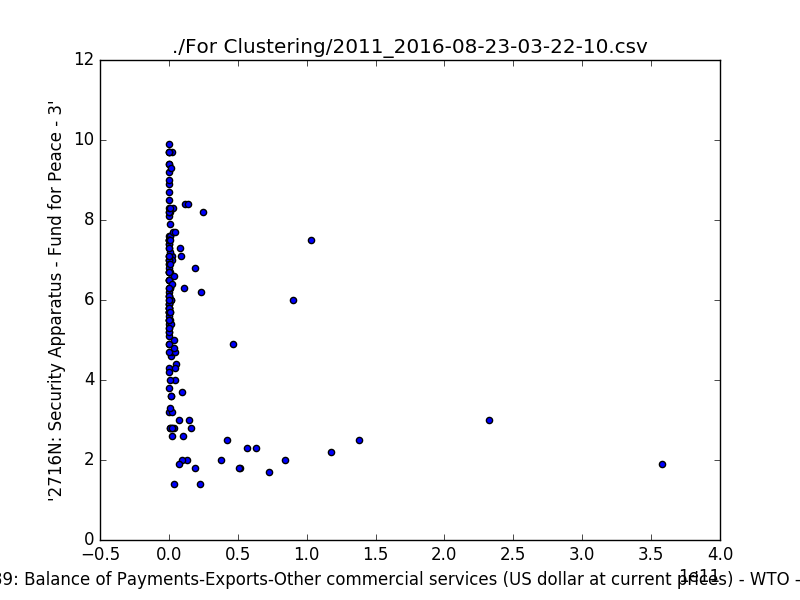 ./For Clustering/2011_2016-08-23-03-22-10.csv
'2716N: Security Apparatus - Fund for Peace - 3'
12
10
8
6
4
2
0
−0.5 0.0 0.5 1.0 1.5 2.0 2.5 3.0 3.5 4.0
1e11
39: Balance of Payments-Exports-Other commercial services (US dollar at current prices) - WTO -